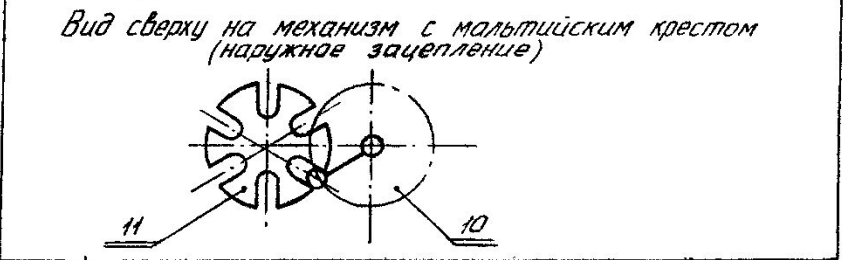 Вид сверху на механизм с мальтийским крестом
(наружное зацепление)
11
10